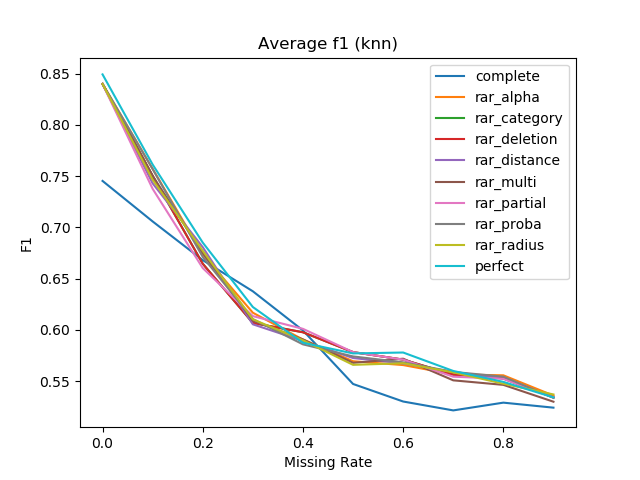 Average f1 (knn)
0.85
0.80
0.75
0.70
0.65
0.60
0.55
F1
0.0
0.2
0.4
0.6
0.8
Missing Rate
complete
rar_alpha
rar_category
rar_deletion
rar_distance
rar_multi
rar_partial
rar_proba
rar_radius
perfect